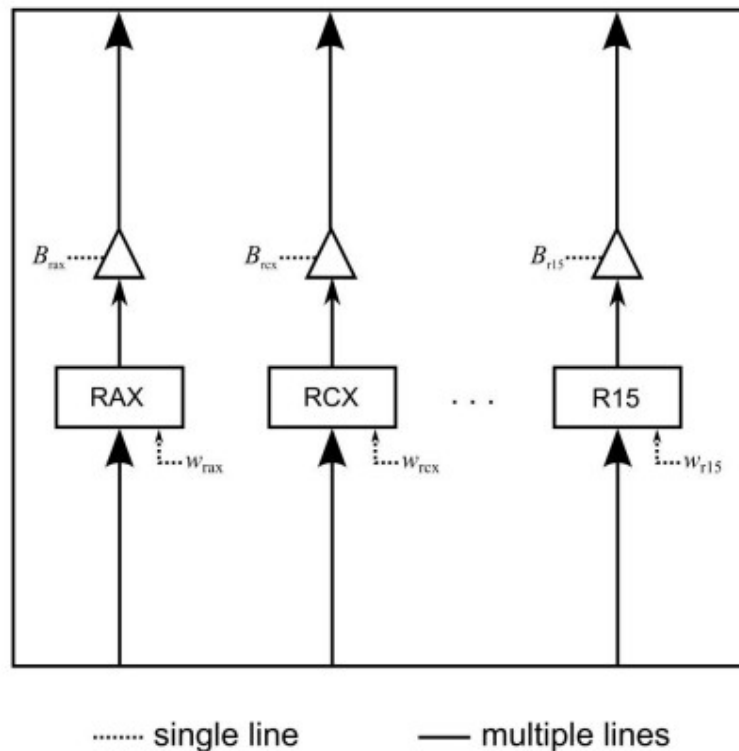 B_rax B_rcx B_r15
RAX RCX . . . R15
w_rax w_rcx w_r15
single line multiple lines